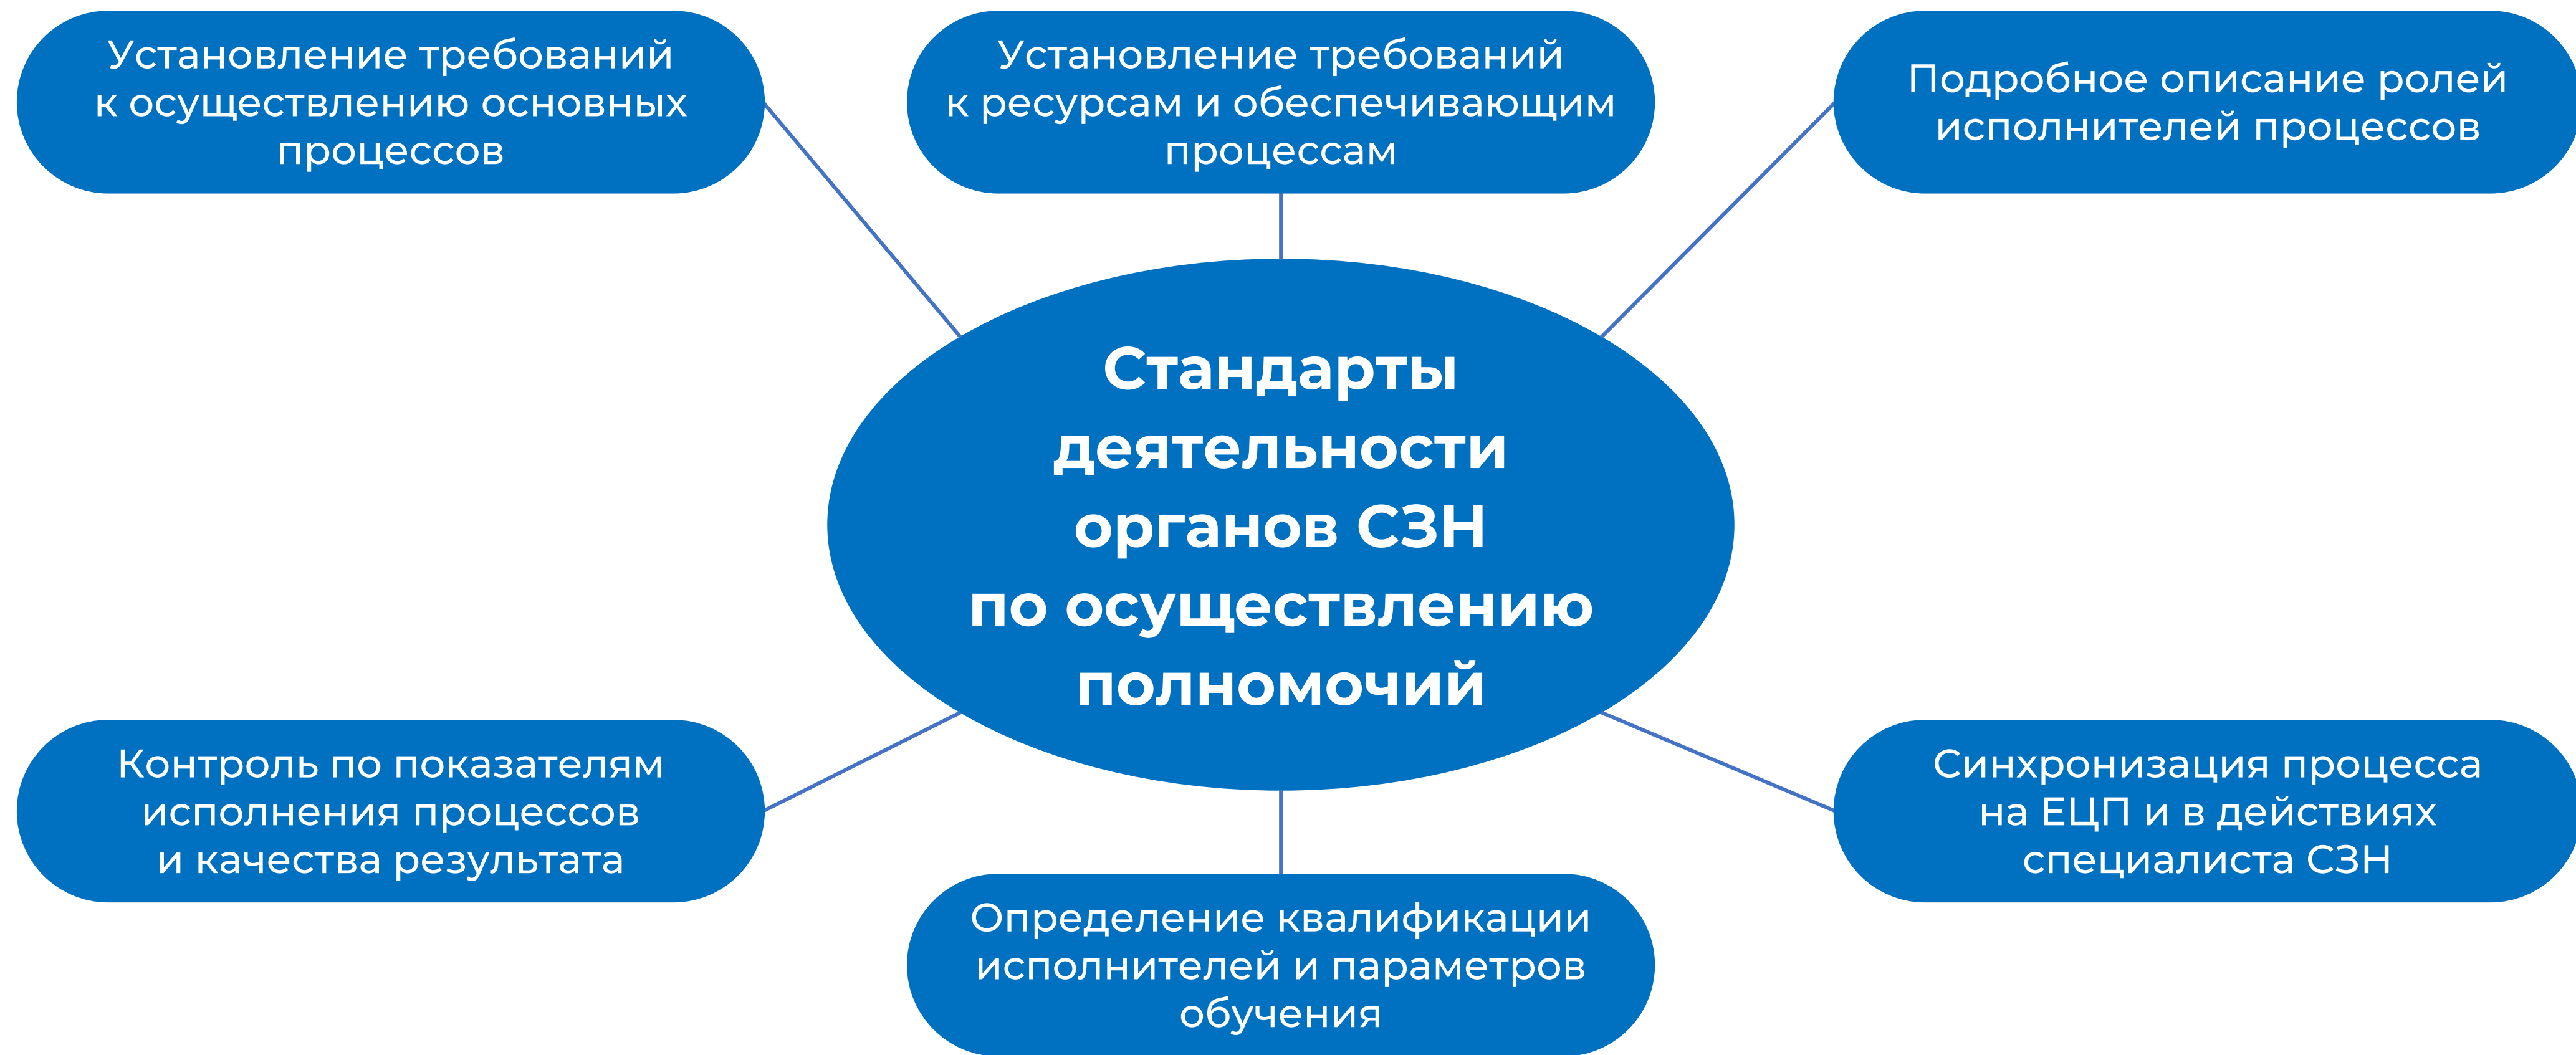 Установление требований
к осуществлению основных
процессов
Установление требований
к ресурсам и обеспечивающим
процессам
Подробное описание ролей
исполнителей процессов
Стандарты
деятельности
органов СЗН
по осуществлению
полномочий
Контроль по показателям
исполнения процессов
и качества результата
Определение квалификации
исполнителей и параметров
обучения
Синхронизация процесса
на ЕЦП и в действиях
специалиста СЗН